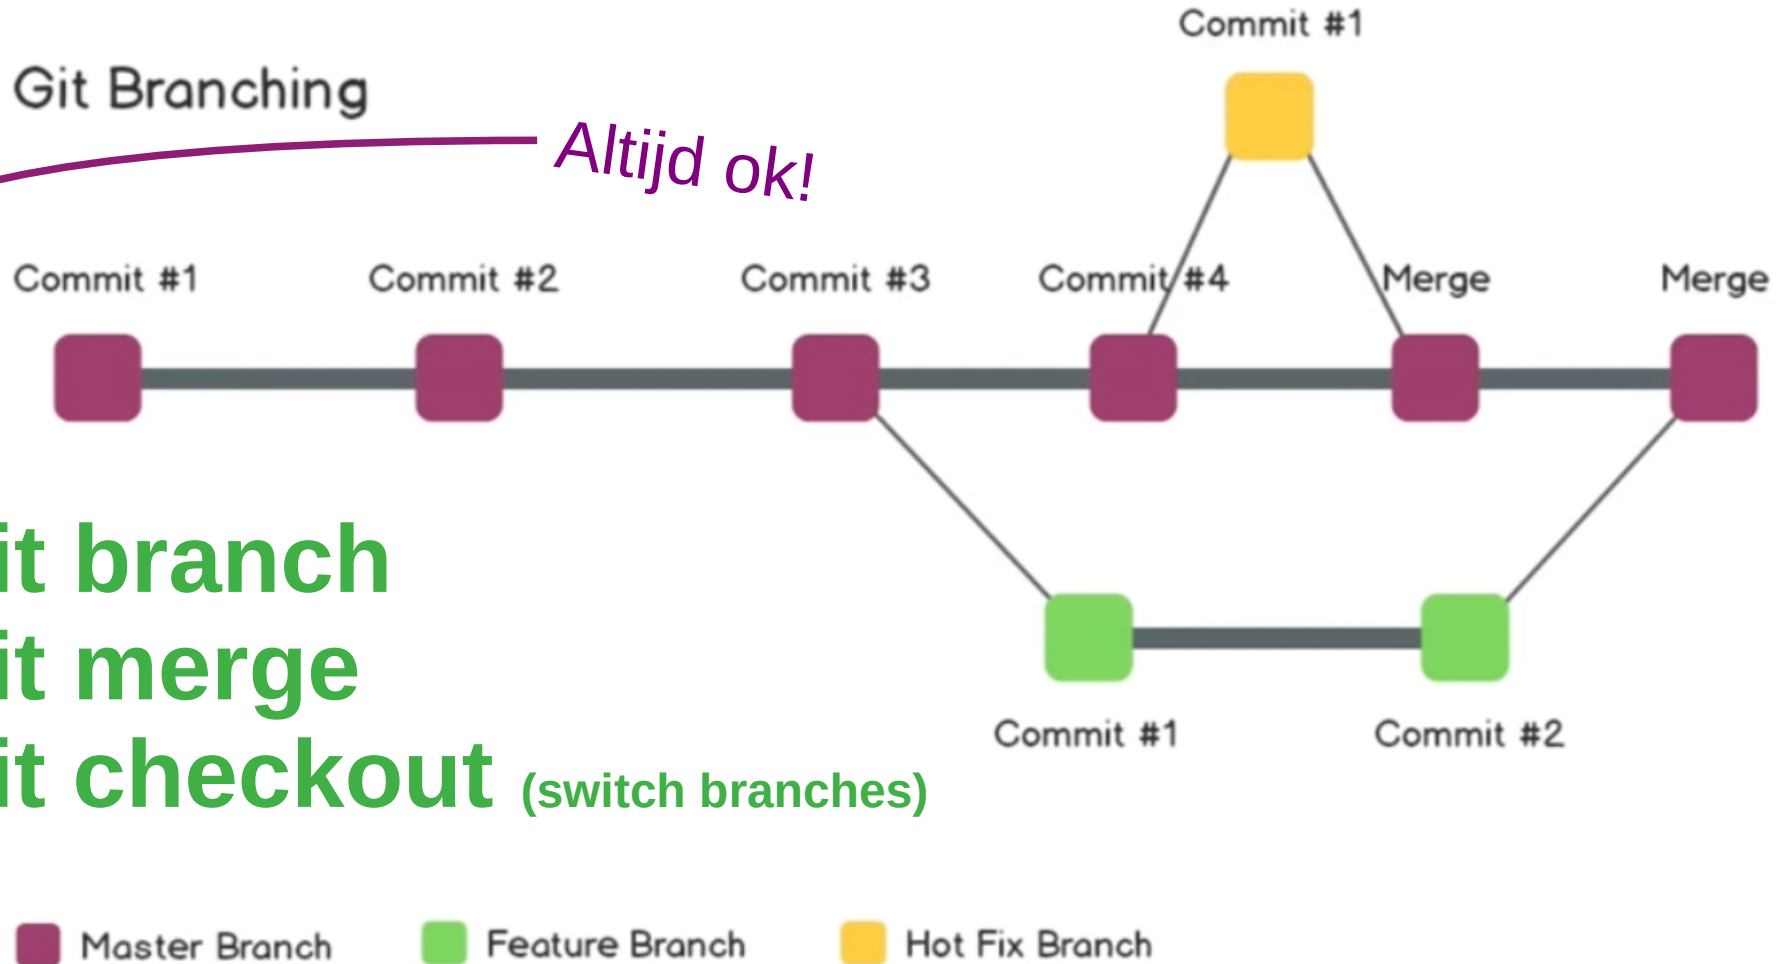 Commit #1
Git Branching
Altijd ok!
Commit #1 Commit #2 Commit #3 Commit #4 Merge Merge
it branch
it merge
it checkout (switch branches)
Commit #1 Commit #2
Master Branch Feature Branch Hot Fix Branch